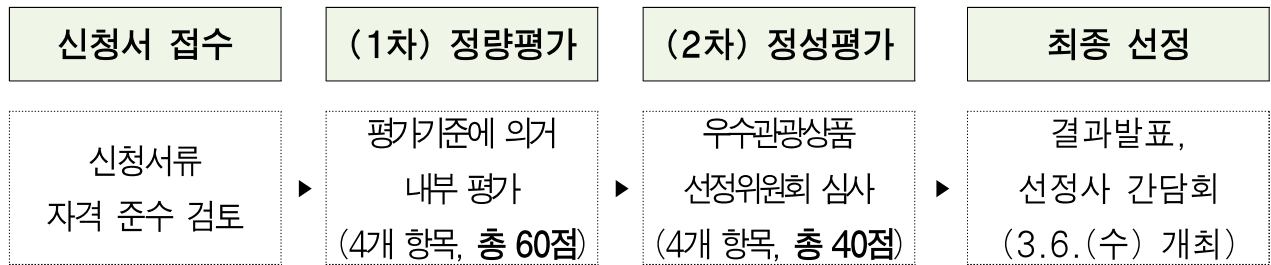 신청서 접수
신청서류
자격 준수 검토
▶
(1차) 정량평가
평가기준에 의거
내부 평가
(4개 항목, 총 60점)
▶
(2차) 정성평가
우수관광상품
선정위원회 심사
(4개 항목, 총 40점)
▶
최종 선정
결과발표,
선정사 간담회
(3.6.(수) 개최)